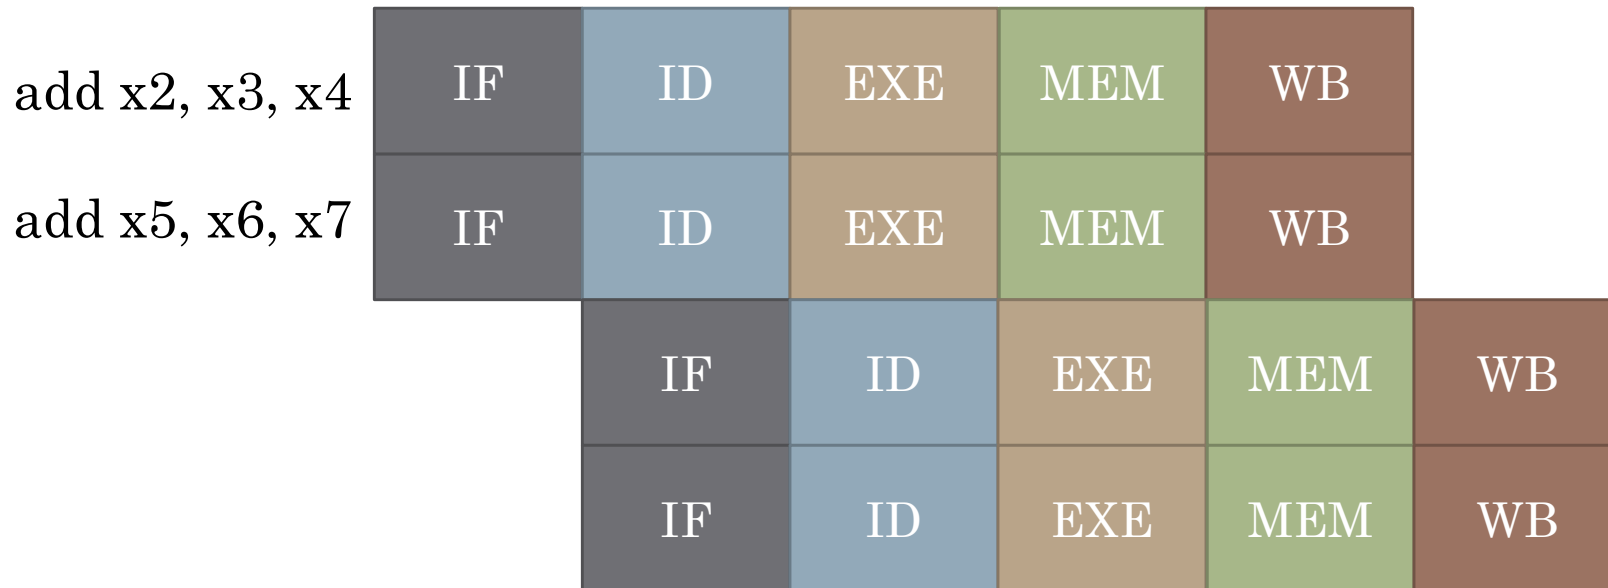 add x2, x3, x4 IF ID EXE MEM WB
add x5, x6, x7 IF ID EXE MEM WB
IF ID EXE MEM WB
IF ID EXE MEM WB